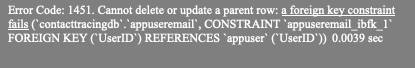 Error Code: 1451. Cannot delete or update a parent row: a foreign key constraint
fails (`contacttracingdb`.`appuseremail`, CONSTRAINT `appuseremail_ibfk_1`
FOREIGN KEY (`UserID`) REFERENCES `appuser` (`UserID`)) 0.0039 sec